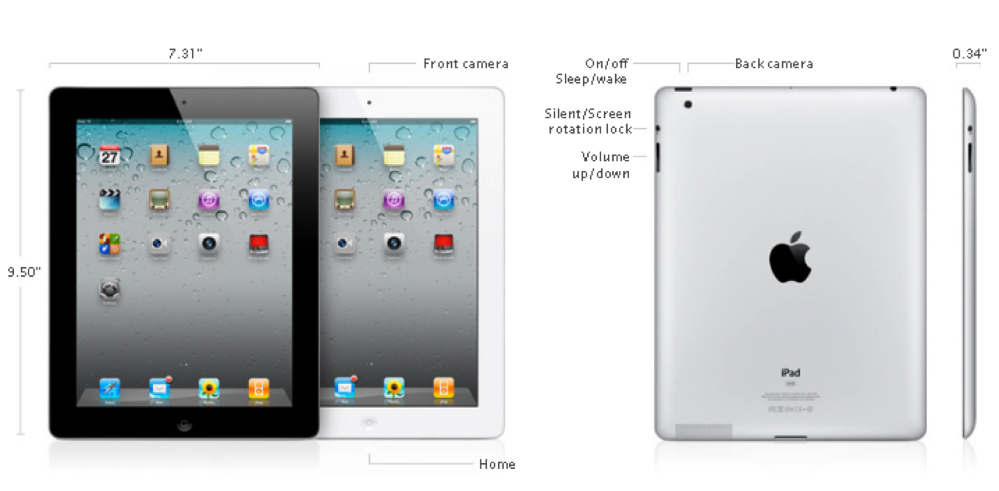 7.31"
Front camera
9.50"
27
Home
On/off
Sleep/wake
Back camera
Silent/Screen
rotation lock
Volume
up/down
iPad
0.34"